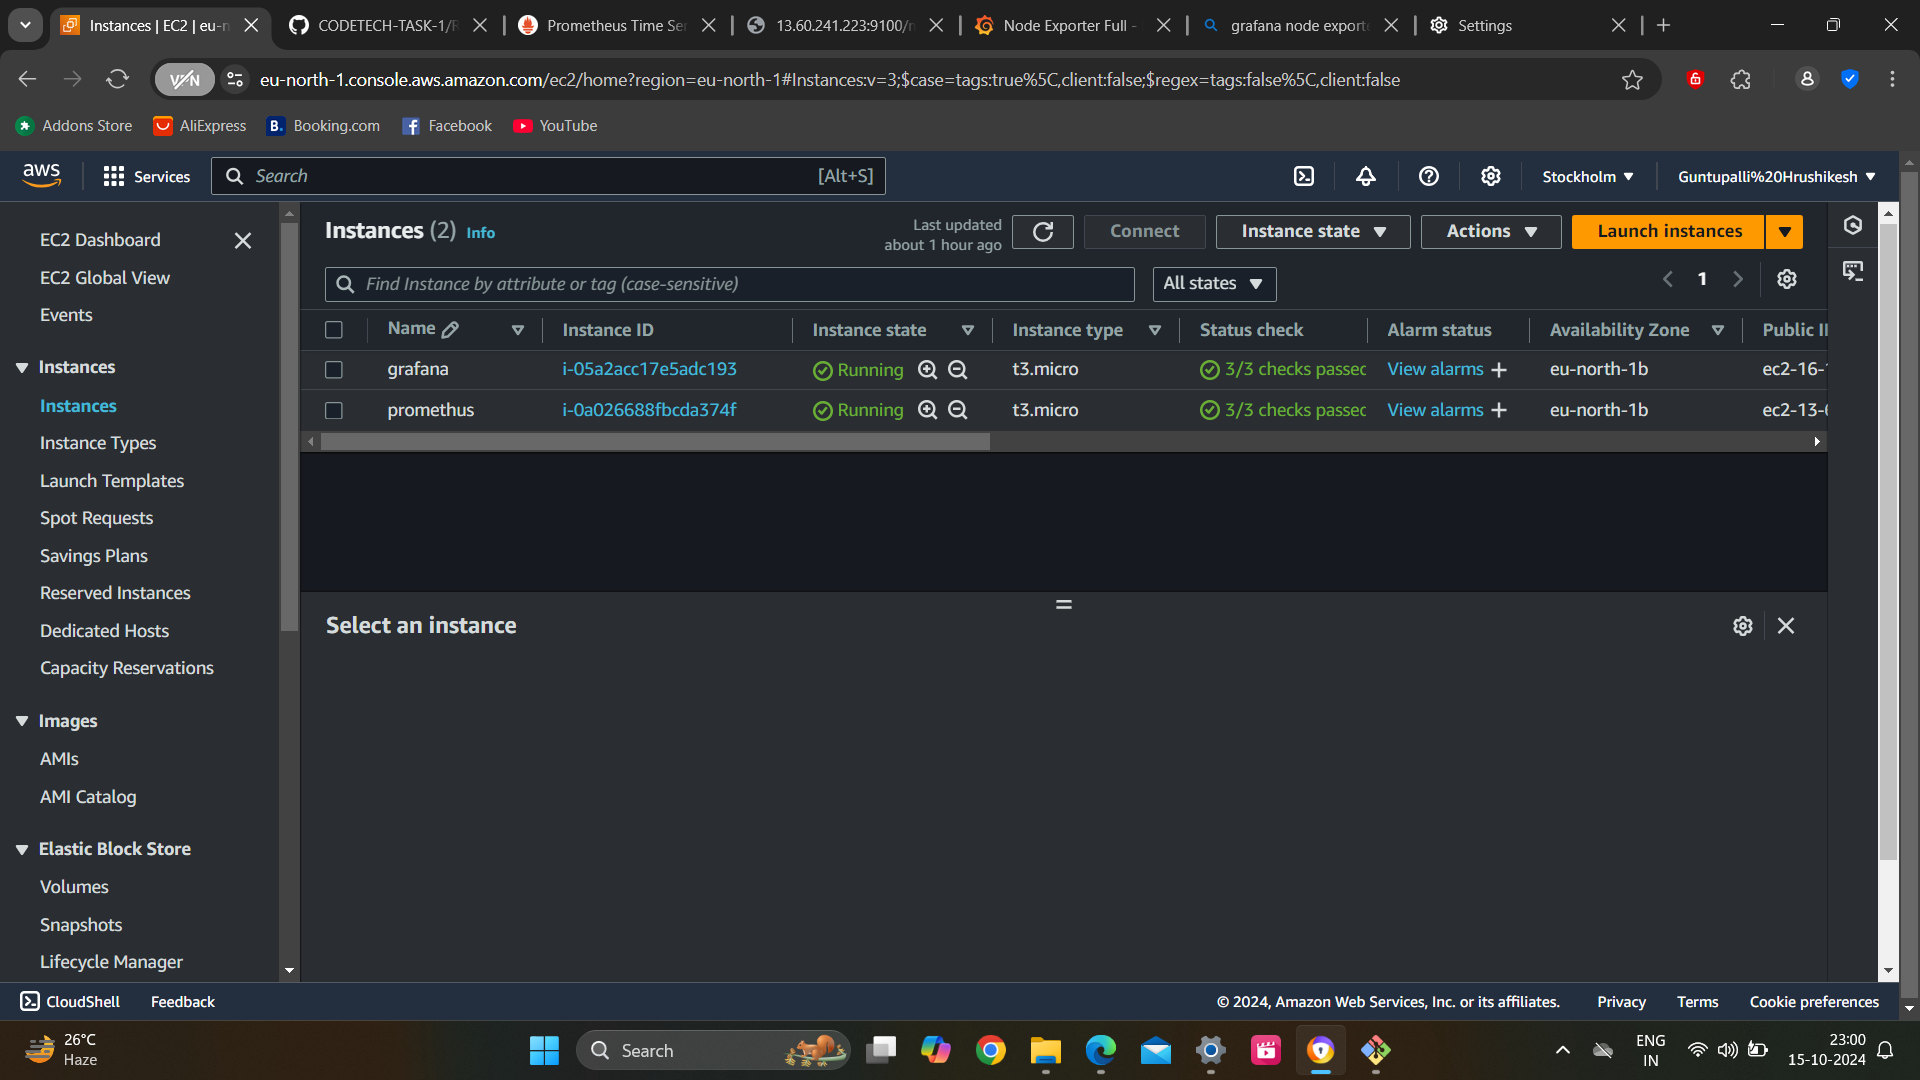 Instances | EC2 | eu-n
CODETECH-TASK-1/R
Prometheus Time Se
13.60.241.223:9100/
Node Exporter Full -
grafana node export
Settings
VPN
eu-north-1.console.aws.amazon.com/ec2/home?region=eu-north-1#Instances:v=3;$case=tags:true%5C,client:false;$regex=tags:false%5C,client:false
Addons Store
AliExpress
B.
Booking.com
Facebook
YouTube
aws
Services
Search
[Alt+S]
Stockholm
Guntupalli%20Hrushikesh
EC2 Dashboard
EC2 Global View
Events
Instances
Instances
Instance Types
Launch Templates
Spot Requests
Savings Plans
Reserved Instances
Dedicated Hosts
Capacity Reservations
Images
AMIs
AMI Catalog
Elastic Block Store
Volumes
Snapshots
Lifecycle Manager
Instances (2) Info
Last updated
about 1 hour ago
Connect
Instance state
Actions
Launch instances
Find Instance by attribute or tag (case-sensitive)
All states
1
Name
Instance ID
Instance state
Instance type
Status check
Alarm status
Availability Zone
Public I
grafana
i-05a2acc17e5adc193
Running
t3.micro
3/3 checks passec
View alarms
eu-north-1b
ec2-16-
promethus
i-0a026688fbcda374f
Running
t3.micro
3/3 checks passec
View alarms
eu-north-1b
ec2-13-
Select an instance
CloudShell
Feedback
© 2024, Amazon Web Services, Inc. or its affiliates.
Privacy
Terms
Cookie preferences
26°C
Haze
Search
ENG
IN
23:00
15-10-2024